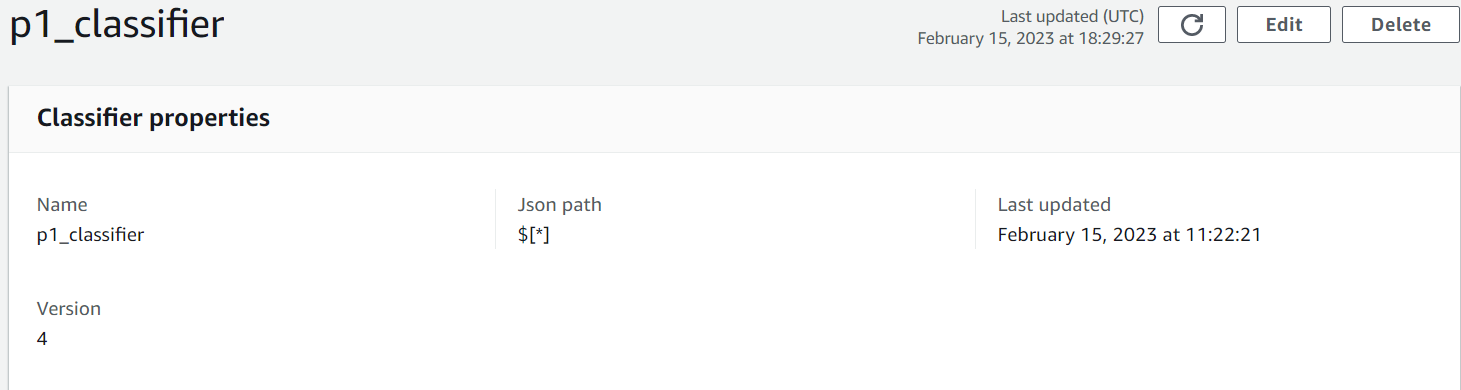 p1_classifier
Last updated (UTC)
February 15, 2023 at 18:29:27
Edit
Delete
Classifier properties
Name
p1_classifier
Json path
$[*]
Last updated
February 15, 2023 at 11:22:21
Version
4